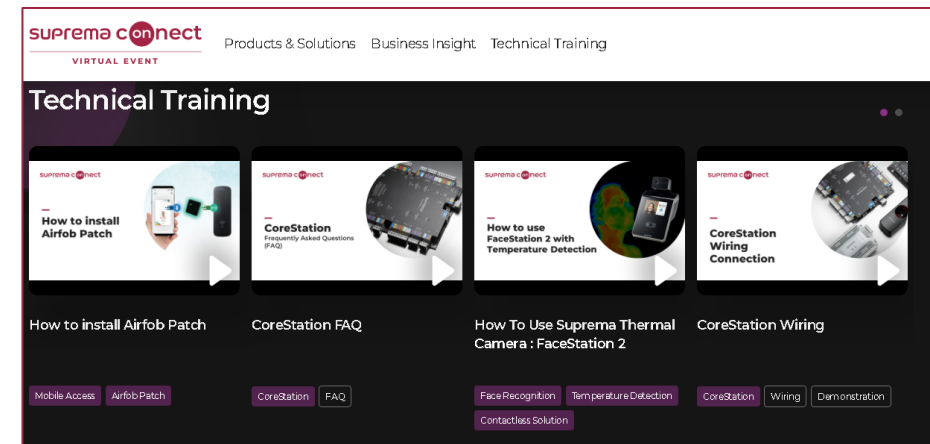 suprema connect
VIRTUAL EVENT
Products & Solutions Business Insight Technical Training
Technical Training
suprema connect
How to install
Airfob Patch
suprema connect
CoreStation
Frequently Asked Questions
(FAQ)
suprema connect
How to use
FaceStation 2 with
Temperature Detection
suprema connect
CoreStation
Wiring
Connection
How to install Airfob Patch
CoreStation FAQ
How To Use Suprema Thermal
Camera : FaceStation 2
CoreStation Wiring
Mobile Access Airfob Patch
CoreStation FAQ
Face Recognition Temperature Detection
Contactless Solution
CoreStation Wiring Demonstration